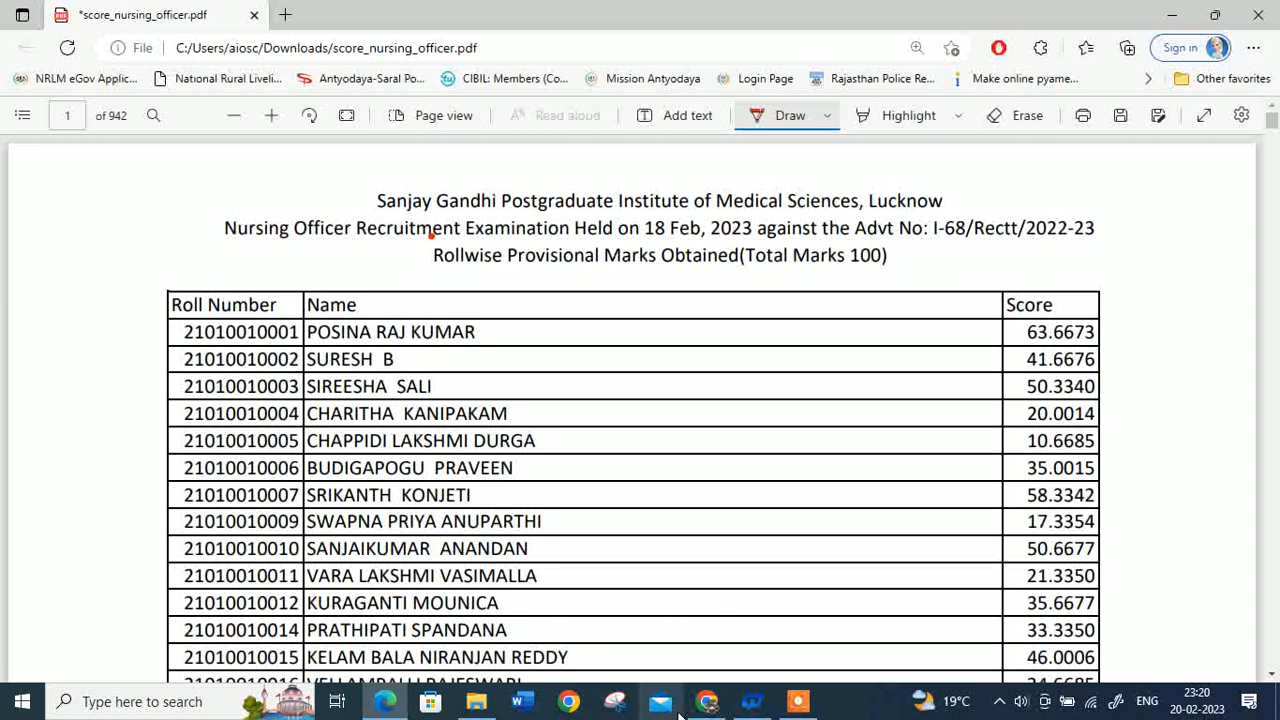 *score_nursing_officer.pdf
File C:/Users/aiosc/Downloads/score_nursing_officer.pdf Sign in
NRLM eGov Applic... National Rural Liveli... Antyodaya-Saral Po... CIBIL: Members (Co... Mission Antyodaya Login Page Rajasthan Police Re... Make online pyame... Other favorites
1 of 942 Page view Read aloud Add text Draw Highlight Erase
Sanjay Gandhi Postgraduate Institute of Medical Sciences, Lucknow
Nursing Officer Recruitment Examination Held on 18 Feb, 2023 against the Advt No: I-68/Rectt/2022-23
Rollwise Provisional Marks Obtained(Total Marks 100)
Roll Number Name Score
21010010001 POSINA RAJ KUMAR 63.6673
21010010002 SURESH B 41.6676
21010010003 SIREESHA SALI 50.3340
21010010004 CHARITHA KANIPAKAM 20.0014
21010010005 CHAPPIDI LAKSHMI DURGA 10.6685
21010010006 BUDIGAPOGU PRAVEEN 35.0015
21010010007 SRIKANTH KONJETI 58.3342
21010010009 SWAPNA PRIYA ANUPARTHI 17.3354
21010010010 SANJAIKUMAR ANANDAN 50.6677
21010010011 VARA LAKSHMI VASIMALLA 21.3350
21010010012 KURAGANTI MOUNICA 35.6677
21010010014 PRATHIPATI SPANDANA 33.3350
21010010015 KELAM BALA NIRANJAN REDDY 46.0006
Type here to search 19°C ENG 23:20
20-02-2023